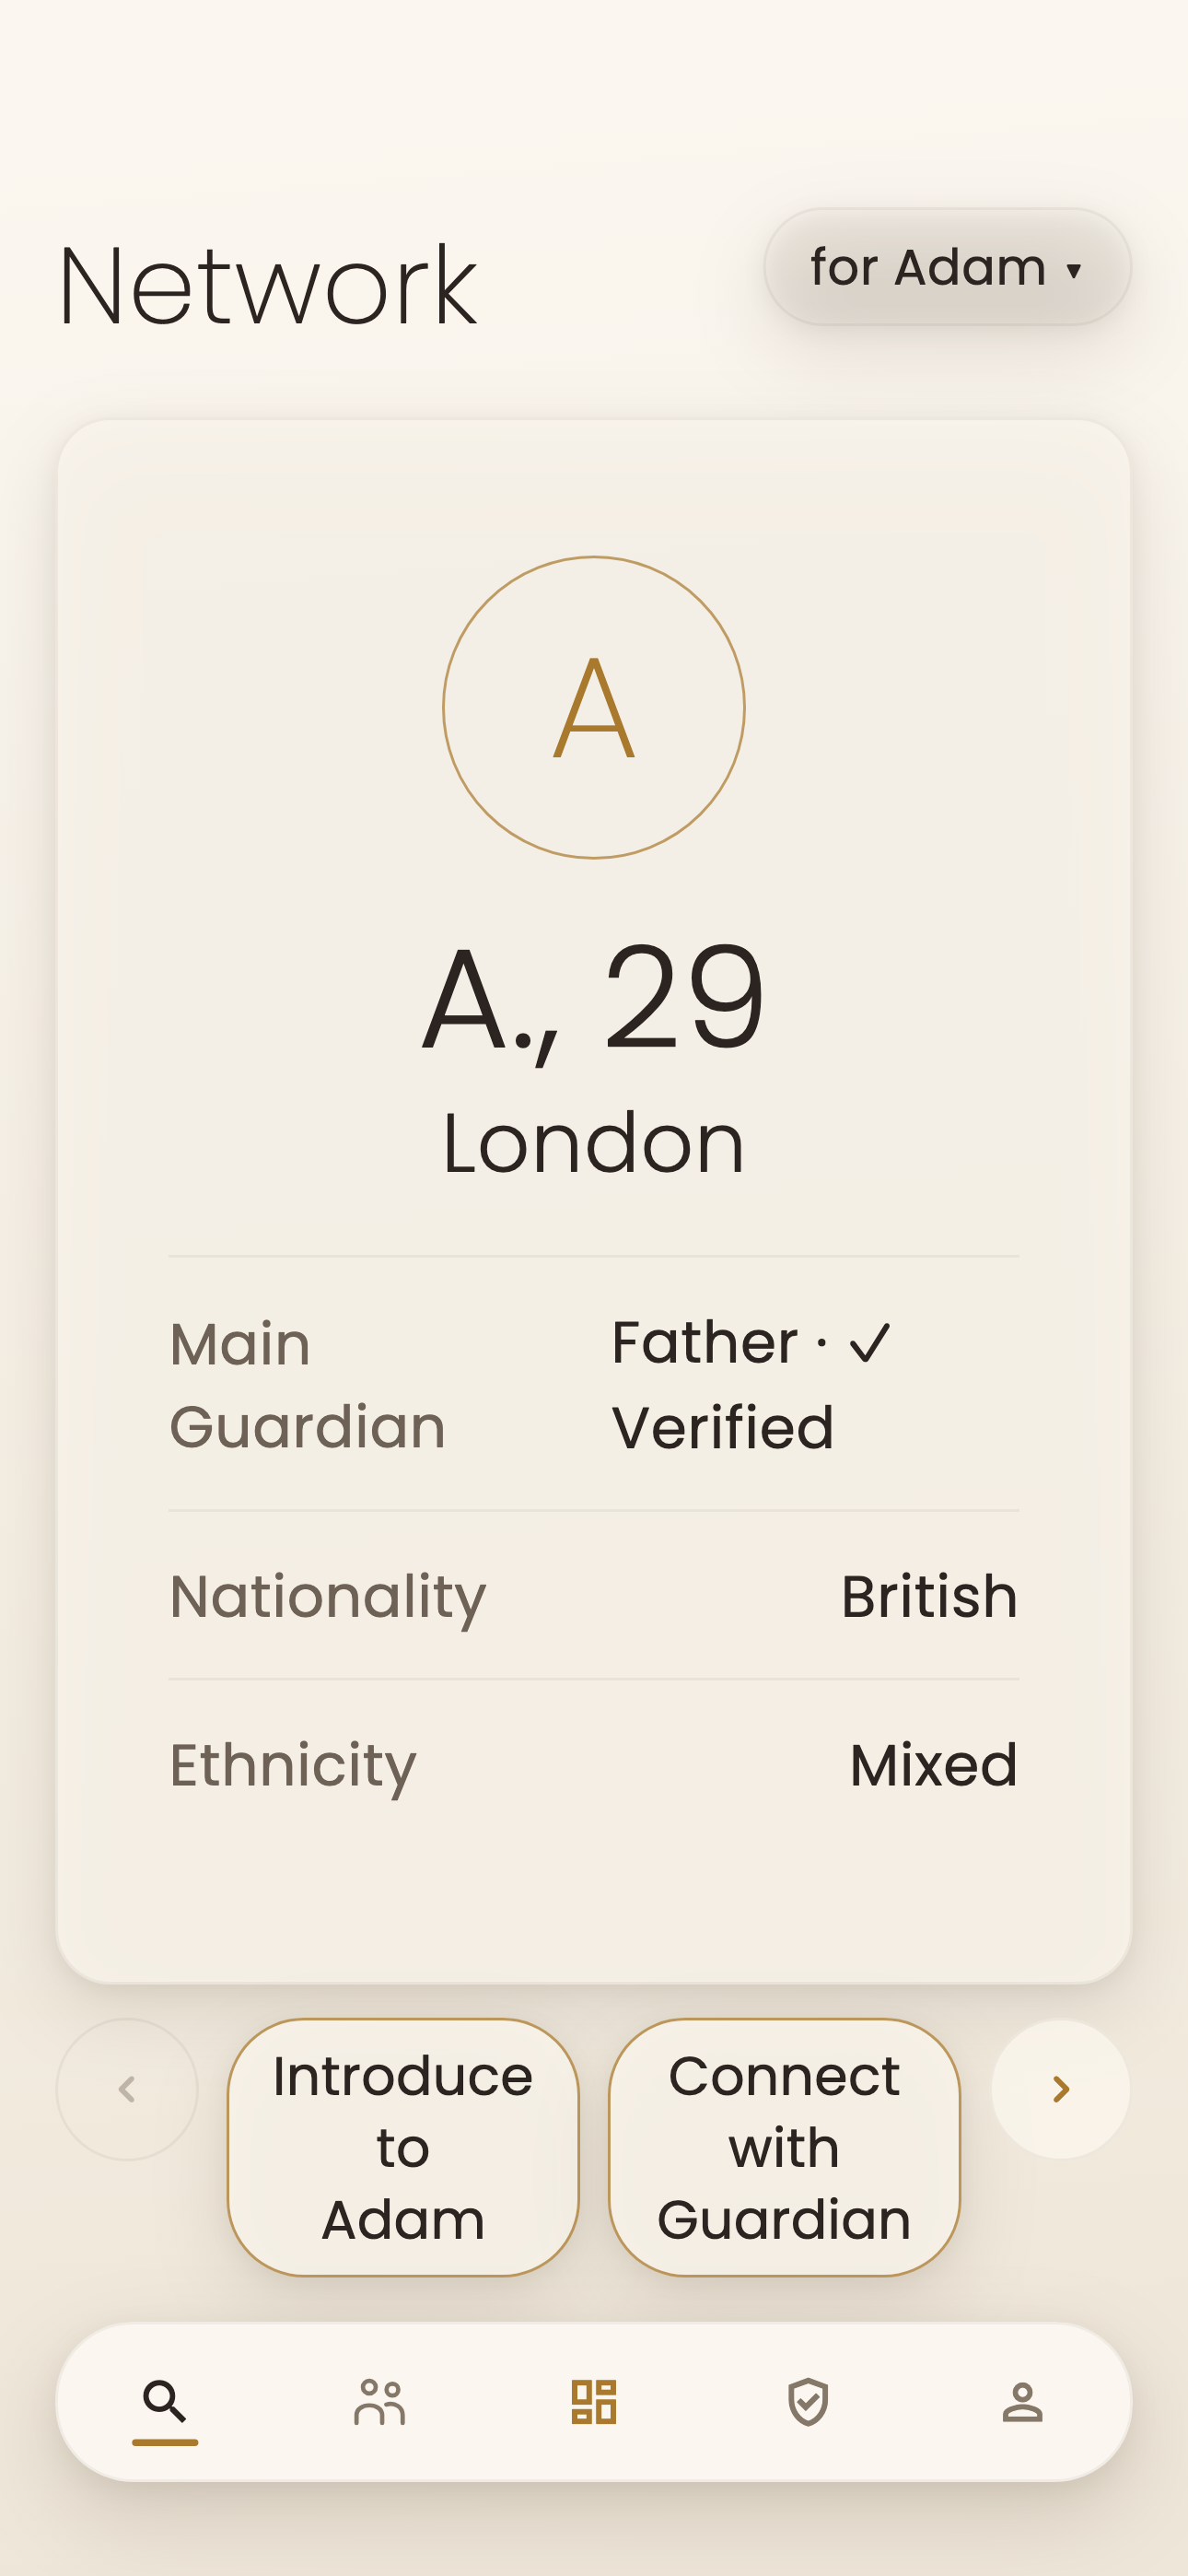 Network
for Adam ▾
A
A., 29
London
Main
Guardian
Father · ✓
Verified
Nationality
British
Ethnicity
Mixed
Introduce
to
Adam
Connect
with
Guardian